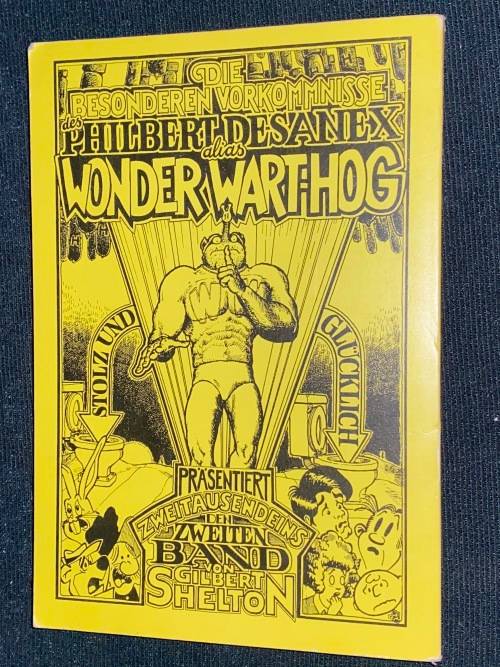 DIE
BESONDEREN VORKOMMNISSE
des
PHILBERT DESANEX
alias
WONDER WART-HOG
STOLZ UND
GLÜCKLICH
PRÄSENTIERT
ZWEITAUSENDEINS
DEN
ZWEITEN
BAND
VON
GILBERT
SHELTON